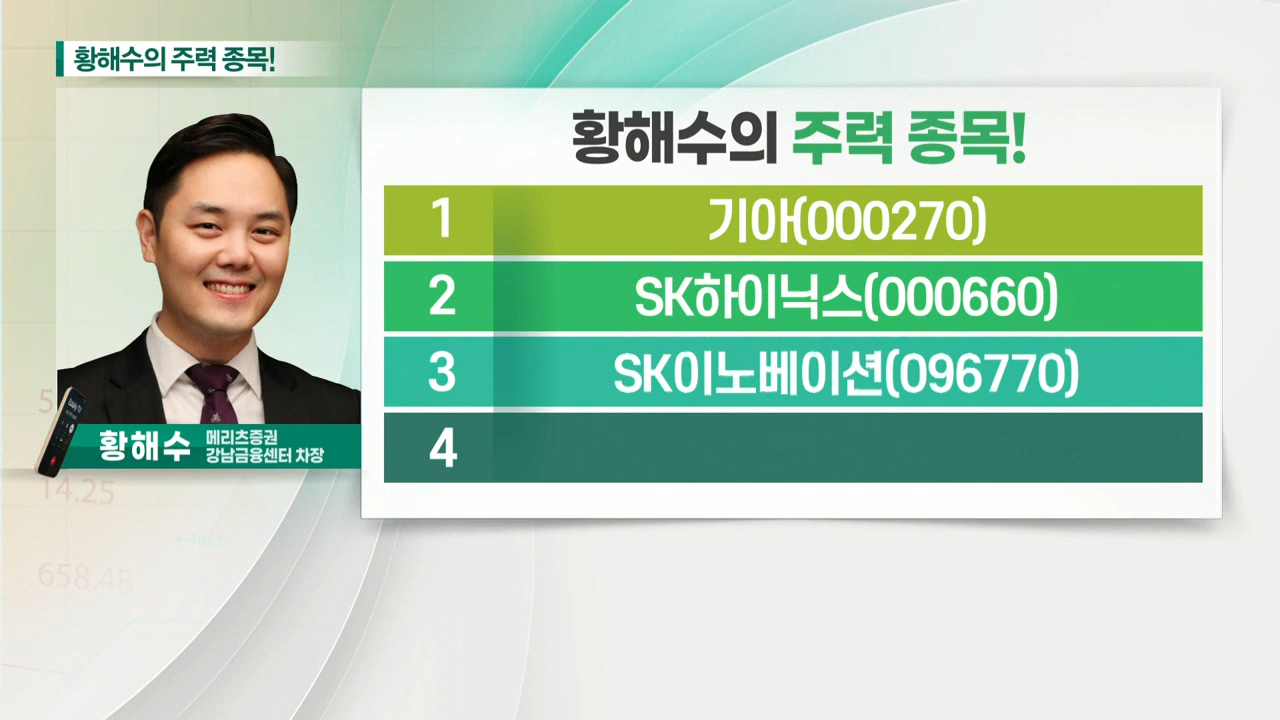 황해수의 주력 종목!
황해수의 주력 종목!
1 기아(000270)
2 SK하이닉스(000660)
3 SK이노베이션(096770)
4
황해수 메리츠증권
강남금융센터 차장
14.25
658.48